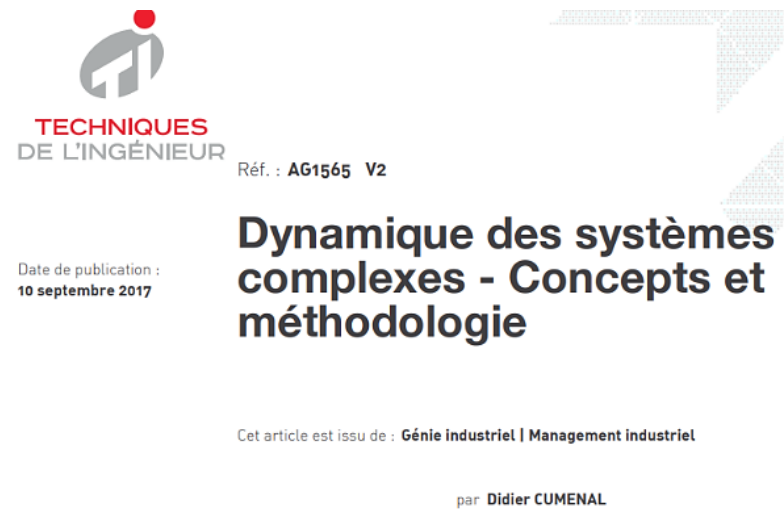 TI
TECHNIQUES
DE L'INGÉNIEUR
Réf. : AG1565 V2
Dynamique des systèmes
complexes - Concepts et
méthodologie
Date de publication :
10 septembre 2017
Cet article est issu de : Génie industriel | Management industriel
par Didier CUMENAL